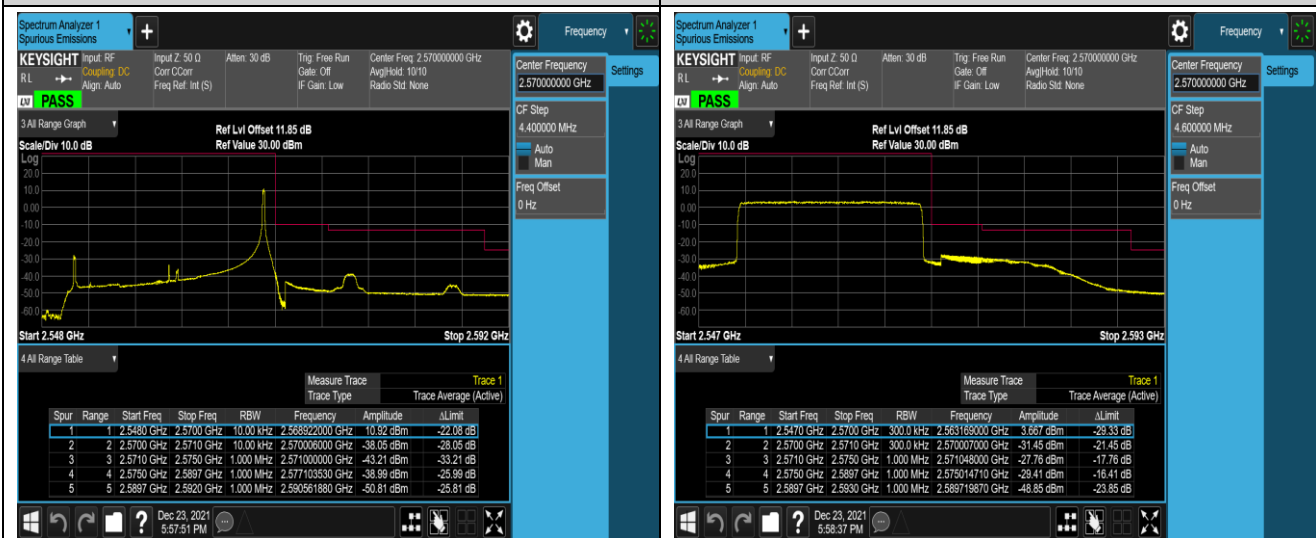 Spectrum Analyzer 1
Spurious Emissions
+
Frequency
KEYSIGHT
RL
LXI PASS
Input: RF
Coupling: DC
Align: Auto
Input Z: 50 Ω
Corr CCorr
Freq Ref: Int (S)
Atten: 30 dB
Trig: Free Run
Gate: Off
IF Gain: Low
Center Freq: 2.570000000 GHz
Avg|Hold: 10/10
Radio Std: None
Center Frequency
2.570000000 GHz
Settings
CF Step
4.400000 MHz
Auto
Man
Freq Offset
0 Hz
3 All Range Graph
Ref Lvl Offset 11.85 dB
Scale/Div 10.0 dB
Ref Value 30.00 dBm
Log
20.0
10.0
0.00
-10.0
-20.0
-30.0
-40.0
-50.0
-60.0
Start 2.548 GHz
Stop 2.592 GHz
4 All Range Table
Measure Trace Trace 1
Trace Type Trace Average (Active)
Spur Range Start Freq Stop Freq RBW Frequency Amplitude ΔLimit
1 1 2.5480 GHz 2.5700 GHz 10.00 kHz 2.568922000 GHz 10.92 dBm -22.08 dB
2 2 2.5700 GHz 2.5710 GHz 10.00 kHz 2.570006000 GHz -38.05 dBm -28.05 dB
3 3 2.5710 GHz 2.5750 GHz 1.000 MHz 2.571000000 GHz -43.21 dBm -33.21 dB
4 4 2.5750 GHz 2.5897 GHz 1.000 MHz 2.577103530 GHz -38.99 dBm -25.99 dB
5 5 2.5897 GHz 2.5920 GHz 1.000 MHz 2.590561880 GHz -50.81 dBm -25.81 dB
?
Dec 23, 2021
5:57:51 PM
Spectrum Analyzer 1
Spurious Emissions
+
Frequency
KEYSIGHT
RL
LXI PASS
Input: RF
Coupling: DC
Align: Auto
Input Z: 50 Ω
Corr CCorr
Freq Ref: Int (S)
Atten: 30 dB
Trig: Free Run
Gate: Off
IF Gain: Low
Center Freq: 2.570000000 GHz
Avg|Hold: 10/10
Radio Std: None
Center Frequency
2.570000000 GHz
Settings
CF Step
4.600000 MHz
Auto
Man
Freq Offset
0 Hz
3 All Range Graph
Ref Lvl Offset 11.85 dB
Scale/Div 10.0 dB
Ref Value 30.00 dBm
Log
20.0
10.0
0.00
-10.0
-20.0
-30.0
-40.0
-50.0
-60.0
Start 2.547 GHz
Stop 2.593 GHz
4 All Range Table
Measure Trace Trace 1
Trace Type Trace Average (Active)
Spur Range Start Freq Stop Freq RBW Frequency Amplitude ΔLimit
1 1 2.5470 GHz 2.5700 GHz 300.0 kHz 2.563169000 GHz 3.667 dBm -29.33 dB
2 2 2.5700 GHz 2.5710 GHz 300.0 kHz 2.570007000 GHz -31.45 dBm -21.45 dB
3 3 2.5710 GHz 2.5750 GHz 1.000 MHz 2.571048000 GHz -27.76 dBm -17.76 dB
4 4 2.5750 GHz 2.5897 GHz 1.000 MHz 2.575014710 GHz -29.41 dBm -16.41 dB
5 5 2.5897 GHz 2.5930 GHz 1.000 MHz 2.589719870 GHz -48.85 dBm -23.85 dB
?
Dec 23, 2021
5:58:37 PM